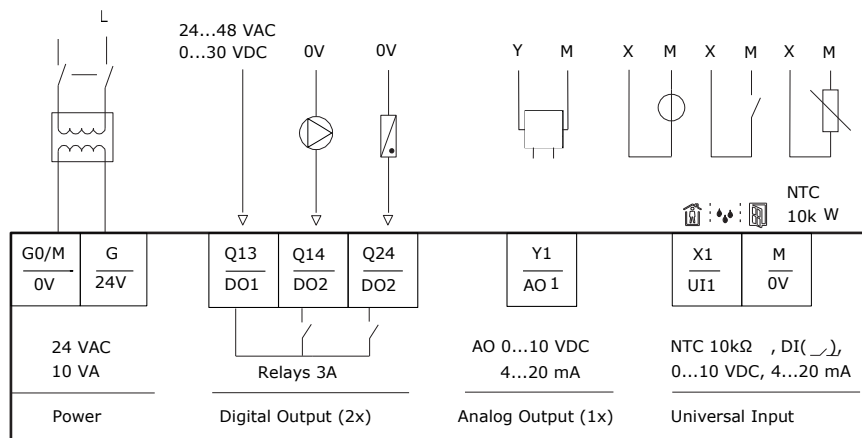 L
24...48 VAC
0...30 VDC
0V
0V
Y M
X M X M X M
NTC
10k W
G0/M
0V
G
24V
Q13
DO1
Q14
DO2
Q24
DO2
Y1
AO 1
X1
UI1
M
0V
24 VAC
10 VA
Relays 3A
AO 0...10 VDC
4...20 mA
NTC 10kΩ , DI( ),
0...10 VDC, 4...20 mA
Power
Digital Output (2x)
Analog Output (1x)
Universal Input